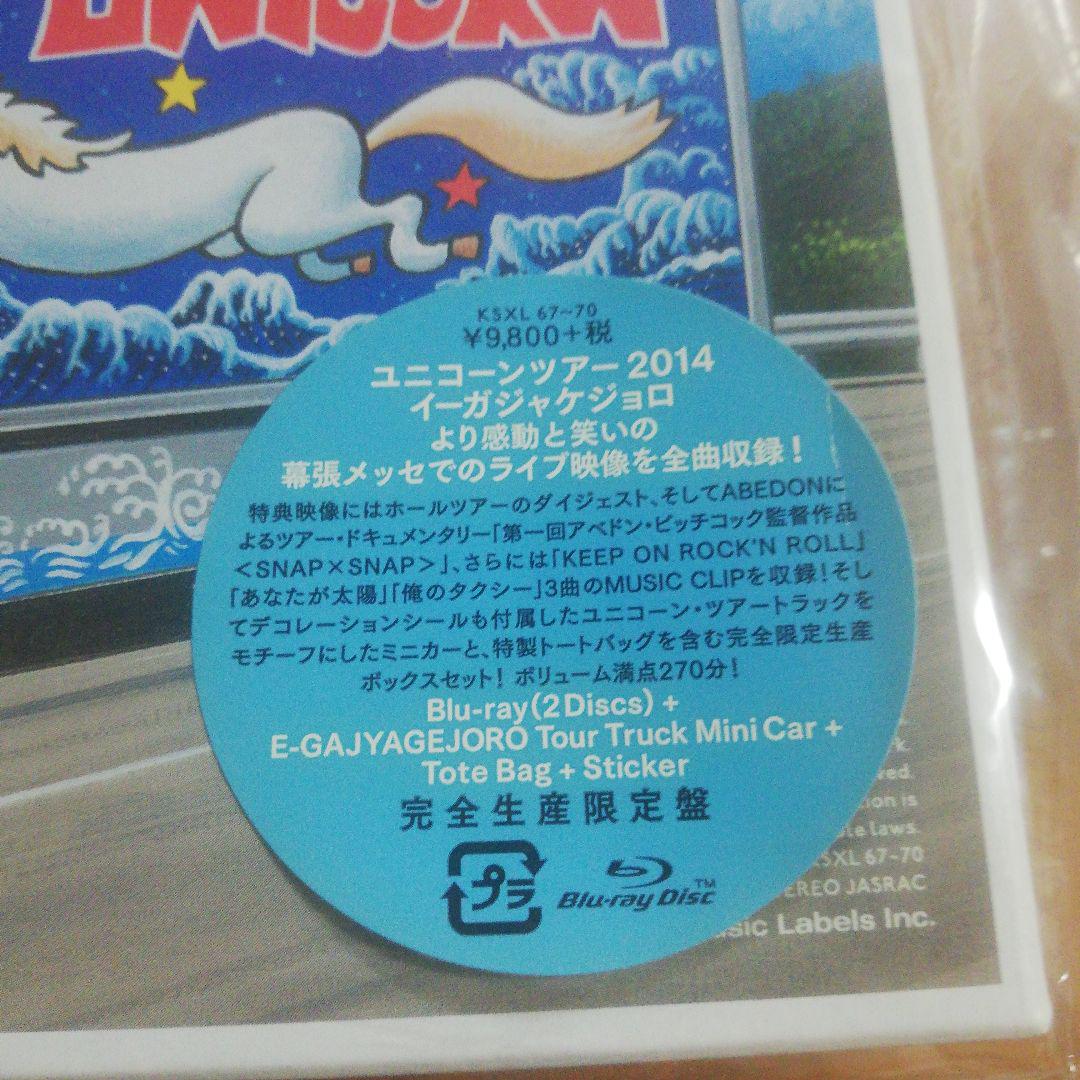 UNICORN
KSXL 67~70
¥9,800+税
ユニコーンツアー2014
イーガジャケジョロ
より感動と笑いの
幕張メッセでのライブ映像を全曲収録!
特典映像にはホールツアーのダイジェスト、そしてABEDONに
よるツアー・ドキュメンタリー「第一回アベドン・ビッチコック監督作品
<SNAP×SNAP>」、さらには「KEEP ON ROCK'N ROLL」
「あなたが太陽」「俺のタクシー」3曲のMUSIC CLIPを収録!そし
てデコレーションシールも付属したユニコーン・ツアートラックを
モチーフにしたミニカーと、特製トートバッグを含む完全限定生産
ボックスセット! ボリューム満点270分!
Blu-ray(2Discs) +
E-GAJYAGEJORO Tour Truck Mini Car +
Tote Bag + Sticker
完全生産限定盤
プラ
Blu-ray Disc™
tion is
laws.
KSXL 67~70
EREO JASRAC
Labels Inc.